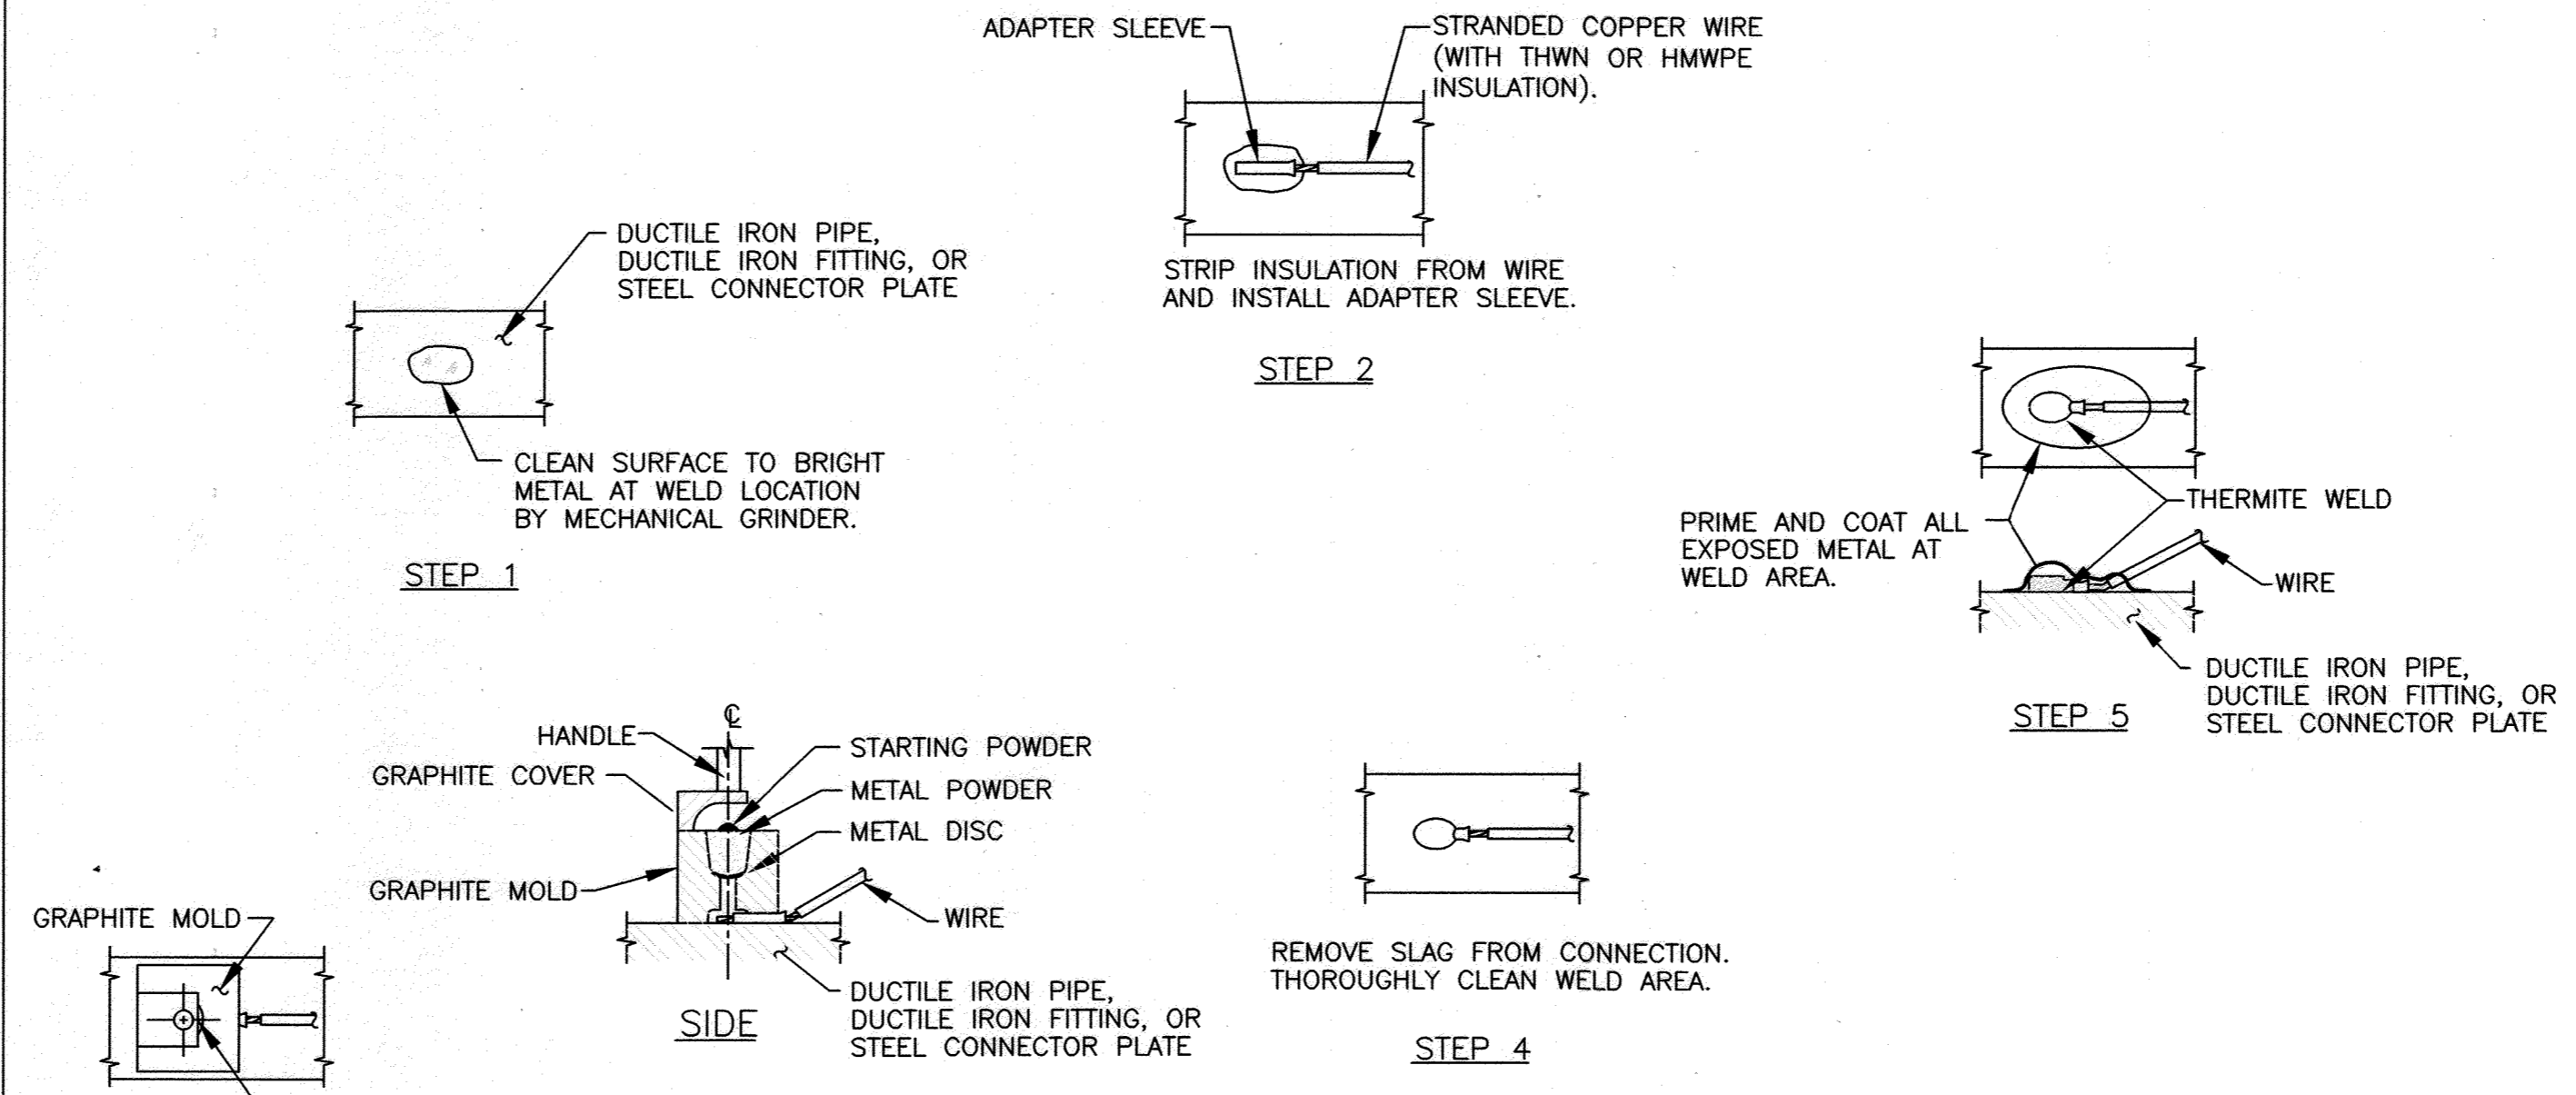 ADAPTER SLEEVE
STRANDED COPPER WIRE
(WITH THWN OR HMWPE
INSULATION).
STRIP INSULATION FROM WIRE
AND INSTALL ADAPTER SLEEVE.
STEP 2
DUCTILE IRON PIPE,
DUCTILE IRON FITTING, OR
STEEL CONNECTOR PLATE
CLEAN SURFACE TO BRIGHT
METAL AT WELD LOCATION
BY MECHANICAL GRINDER.
STEP 1
THERMITE WELD
PRIME AND COAT ALL
EXPOSED METAL AT
WELD AREA.
WIRE
DUCTILE IRON PIPE,
DUCTILE IRON FITTING, OR
STEEL CONNECTOR PLATE
STEP 5
HANDLE
GRAPHITE COVER
STARTING POWDER
METAL POWDER
METAL DISC
GRAPHITE MOLD
WIRE
DUCTILE IRON PIPE,
DUCTILE IRON FITTING, OR
STEEL CONNECTOR PLATE
SIDE
GRAPHITE MOLD
REMOVE SLAG FROM CONNECTION.
THOROUGHLY CLEAN WELD AREA.
STEP 4